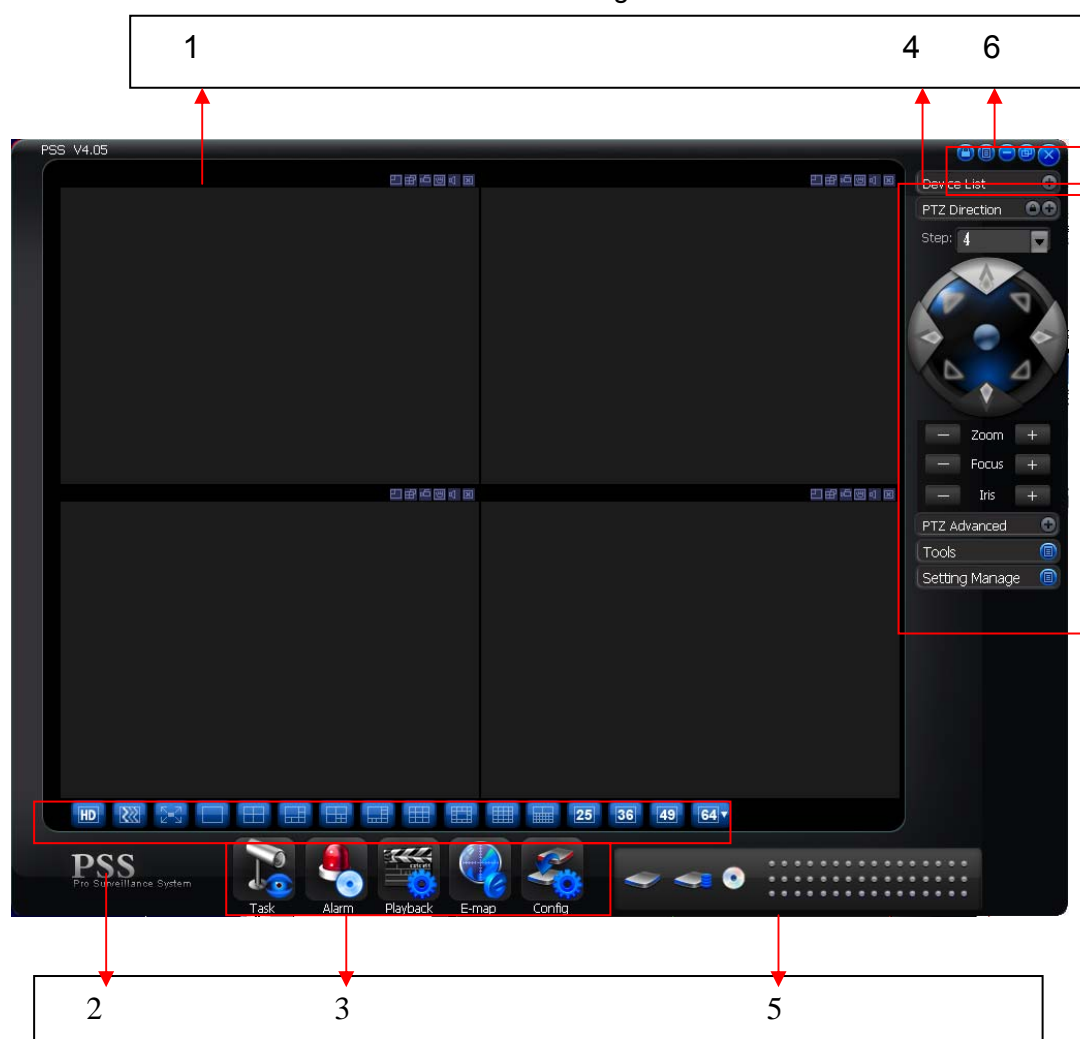 g
1 4 6
PSS V4.05
Device List
PTZ Direction
Step: 4
Zoom
Focus
Iris
PTZ Advanced
Tools
Setting Manage
HD 25 36 49 64
PSS
Pro Surveillance System
Task Alarm Playback E-map Config
2 3 5